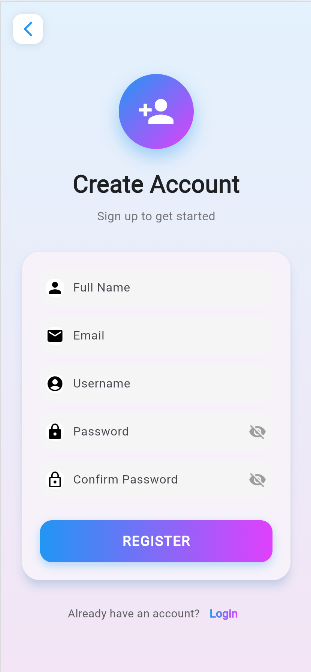 Create Account
Sign up to get started
Full Name
Email
Username
Password
Confirm Password
REGISTER
Already have an account? Login